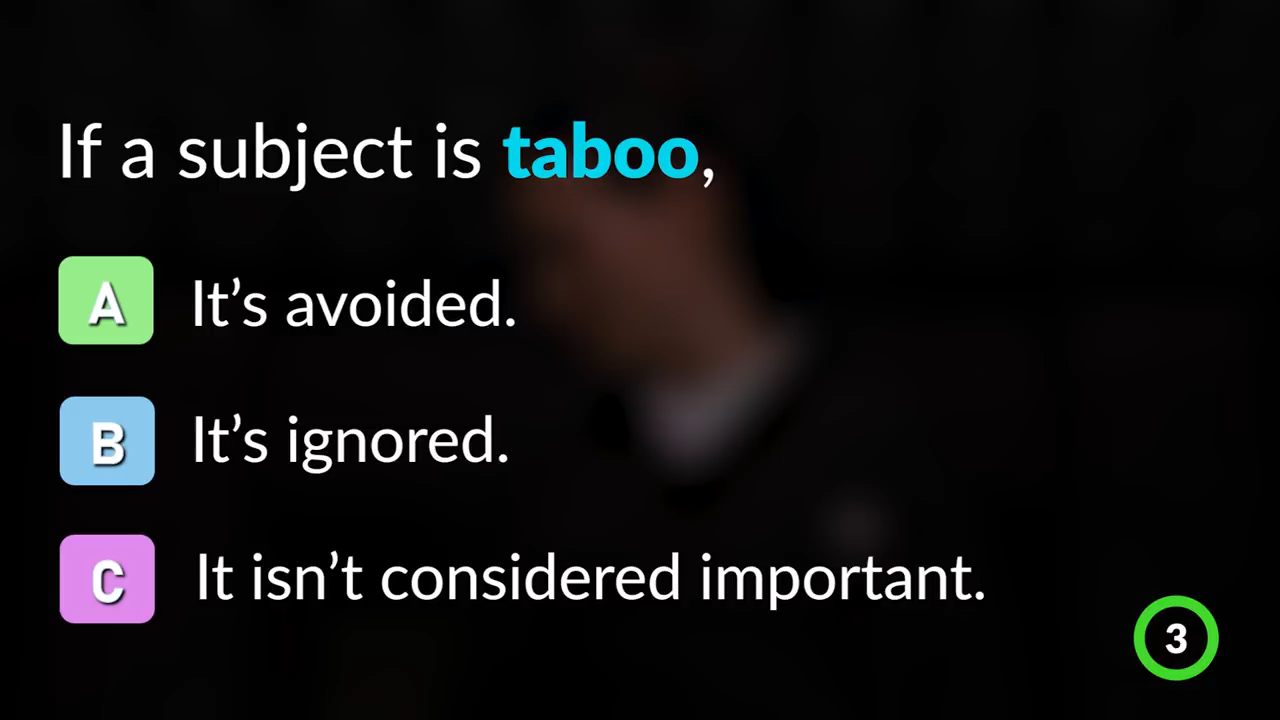 If a subject is taboo,
A It’s avoided.
B It’s ignored.
C It isn’t considered important.
3